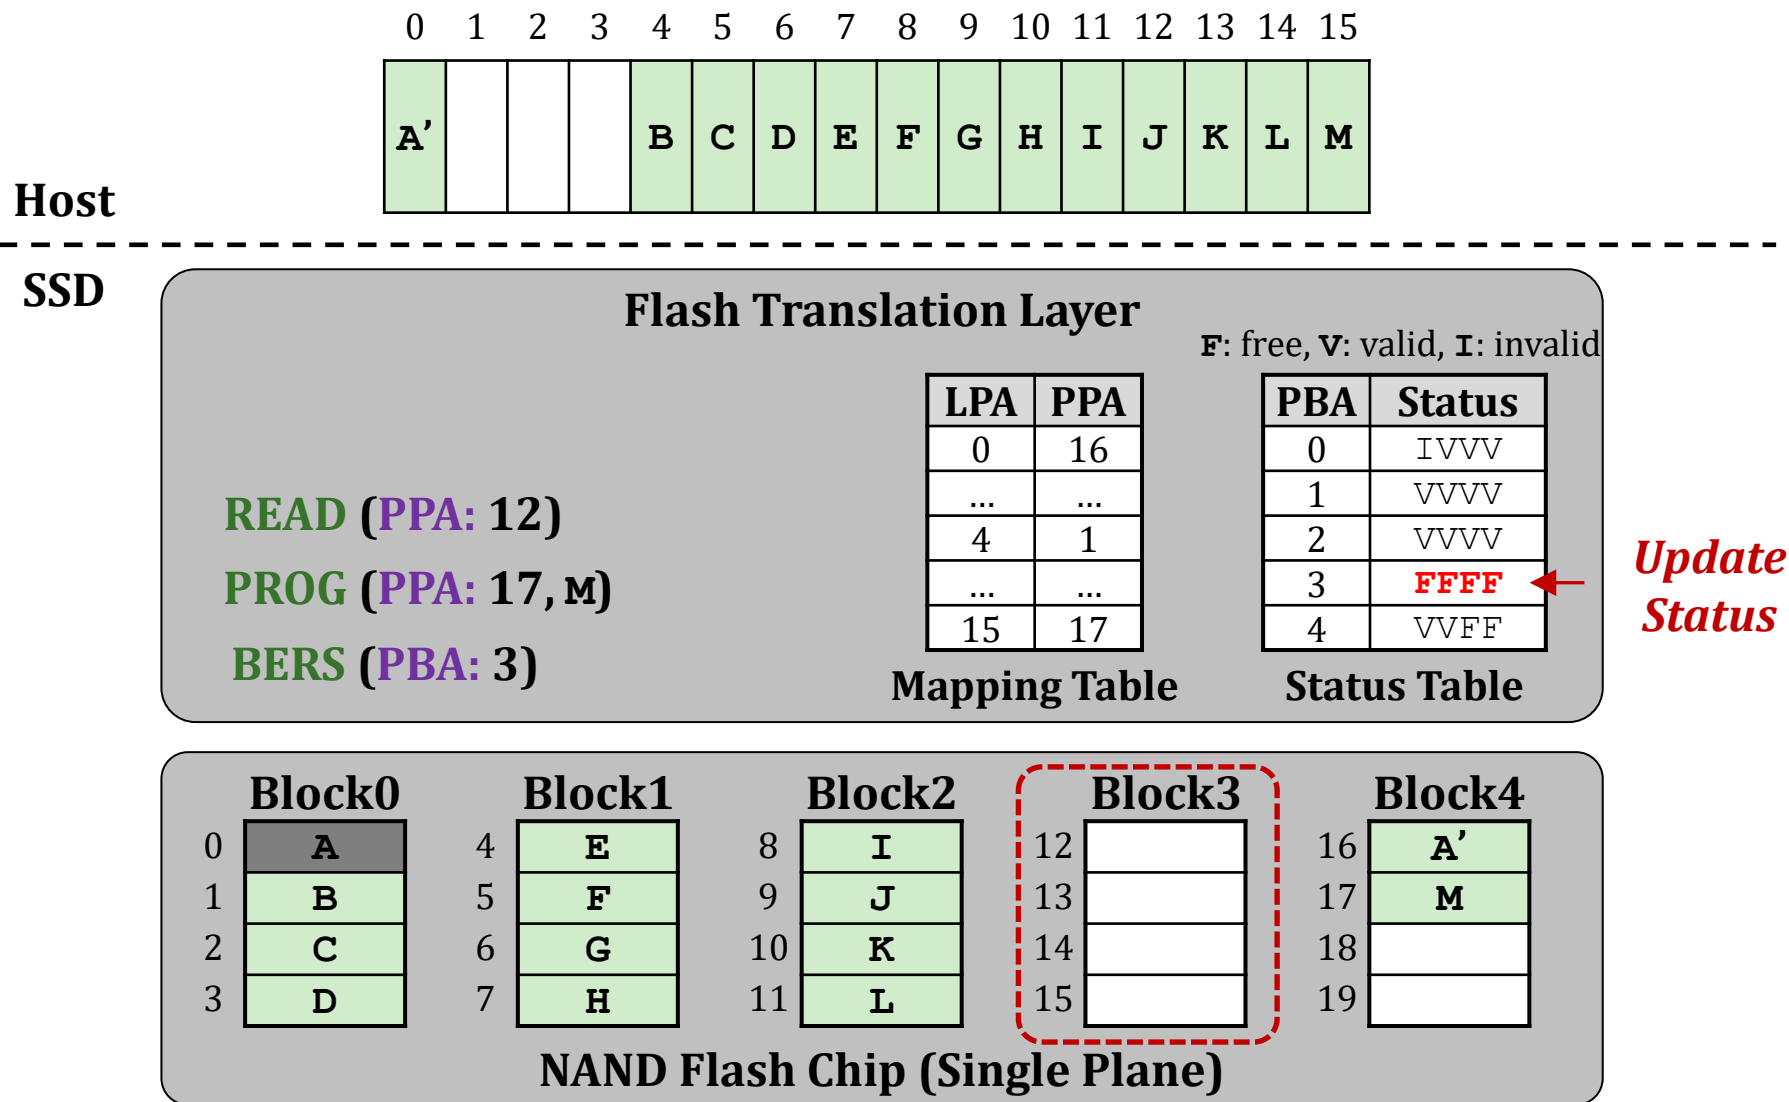 0 1 2 3 4 5 6 7 8 9 10 11 12 13 14 15
A' B C D E F G H I J K L M
Host
SSD
Flash Translation Layer
F: free, V: valid, I: invalid
READ (PPA: 12)
PROG (PPA: 17, M)
BERS (PBA: 3)
LPA PPA
0 16
... ...
4 1
... ...
15 17
Mapping Table
PBA Status
0 IVVV
1 VVVV
2 VVVV
3 FFFF
4 VVFF
Status Table
Update
Status
Block0 Block1 Block2 Block3 Block4
0 A 4 E 8 I 12 16 A'
1 B 5 F 9 J 13 17 M
2 C 6 G 10 K 14 18
3 D 7 H 11 L 15 19
NAND Flash Chip (Single Plane)